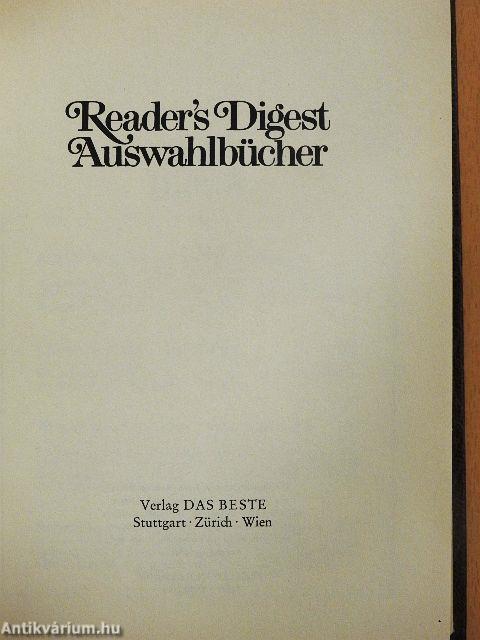 Reader's Digest
Auswahlbücher
Verlag DAS BESTE
Stuttgart · Zürich · Wien
Antikvárium.hu